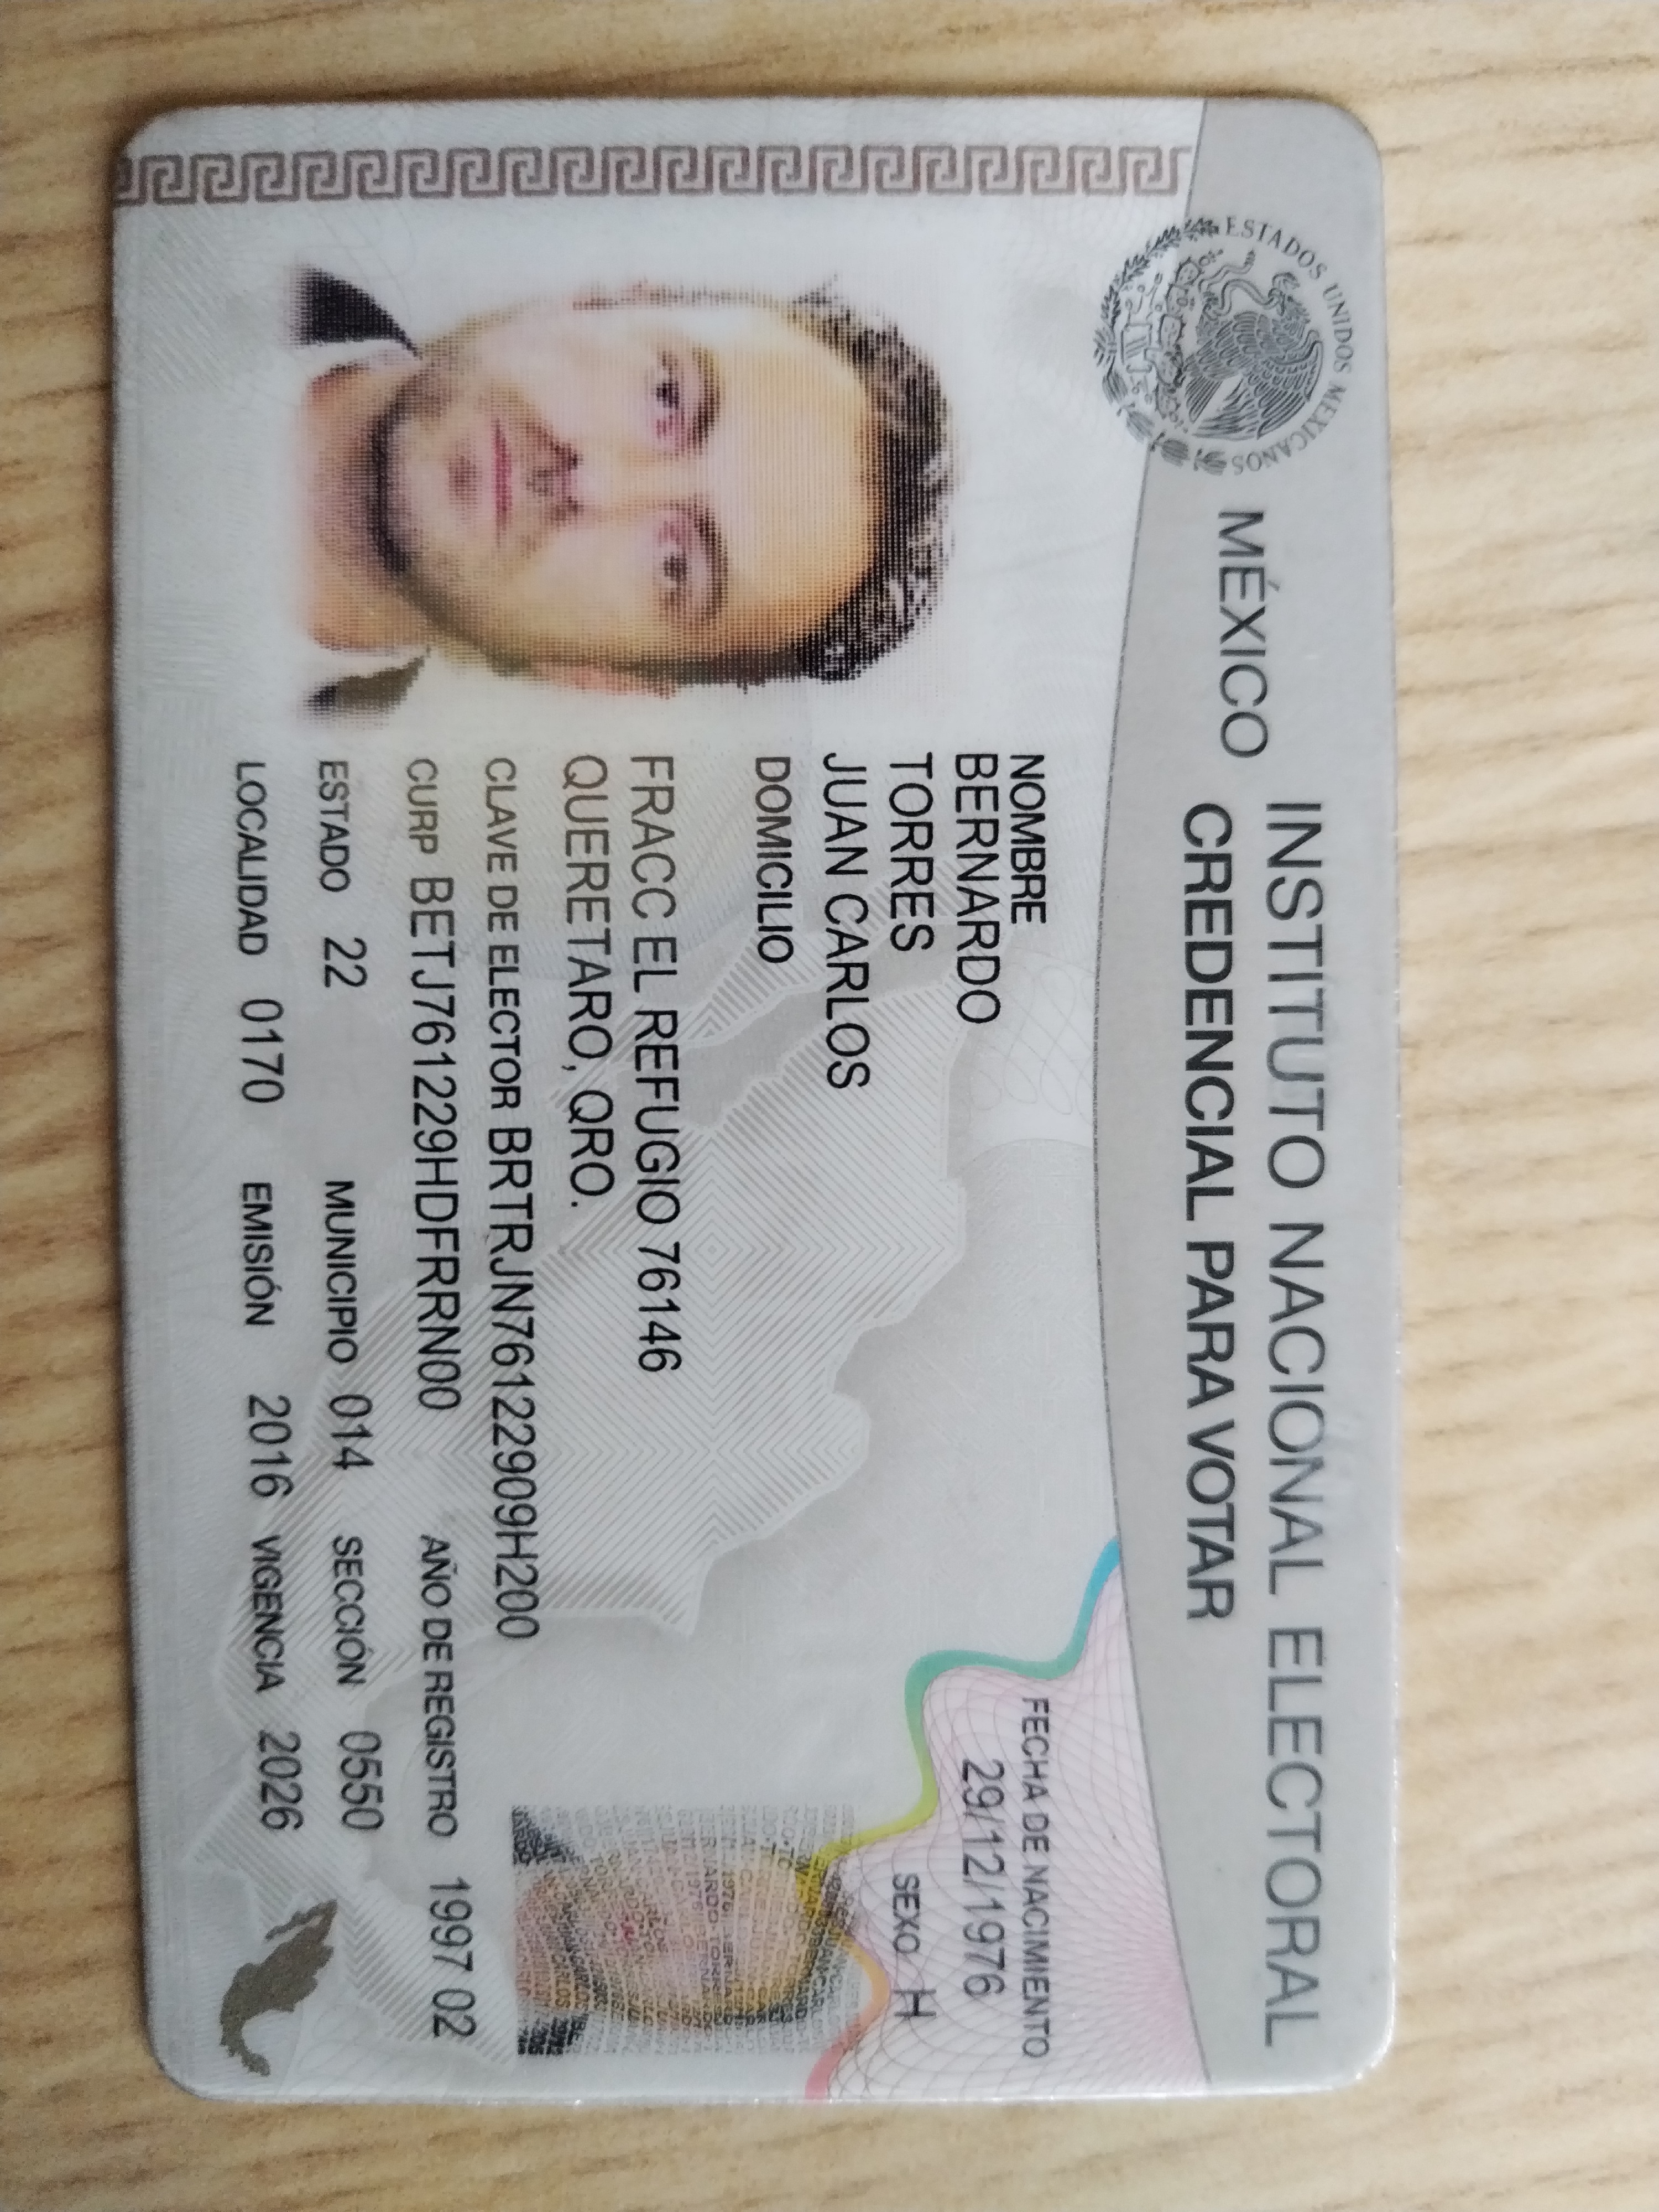 ESTADOS UNIDOS MEXICANOS
MÉXICO
INSTITUTO NACIONAL ELECTORAL
CREDENCIAL PARA VOTAR
NOMBRE
BERNARDO
TORRES
JUAN CARLOS
FECHA DE NACIMIENTO
29/12/1976
SEXO H
DOMICILIO
FRACC EL REFUGIO 76146
QUERETARO, QRO.
CLAVE DE ELECTOR BRTRJN76122909H200
CURP BETJ761229HDFRRN00 AÑO DE REGISTRO 1997 02
ESTADO 22 MUNICIPIO 014 SECCIÓN 0550
LOCALIDAD 0170 EMISIÓN 2016 VIGENCIA 2026